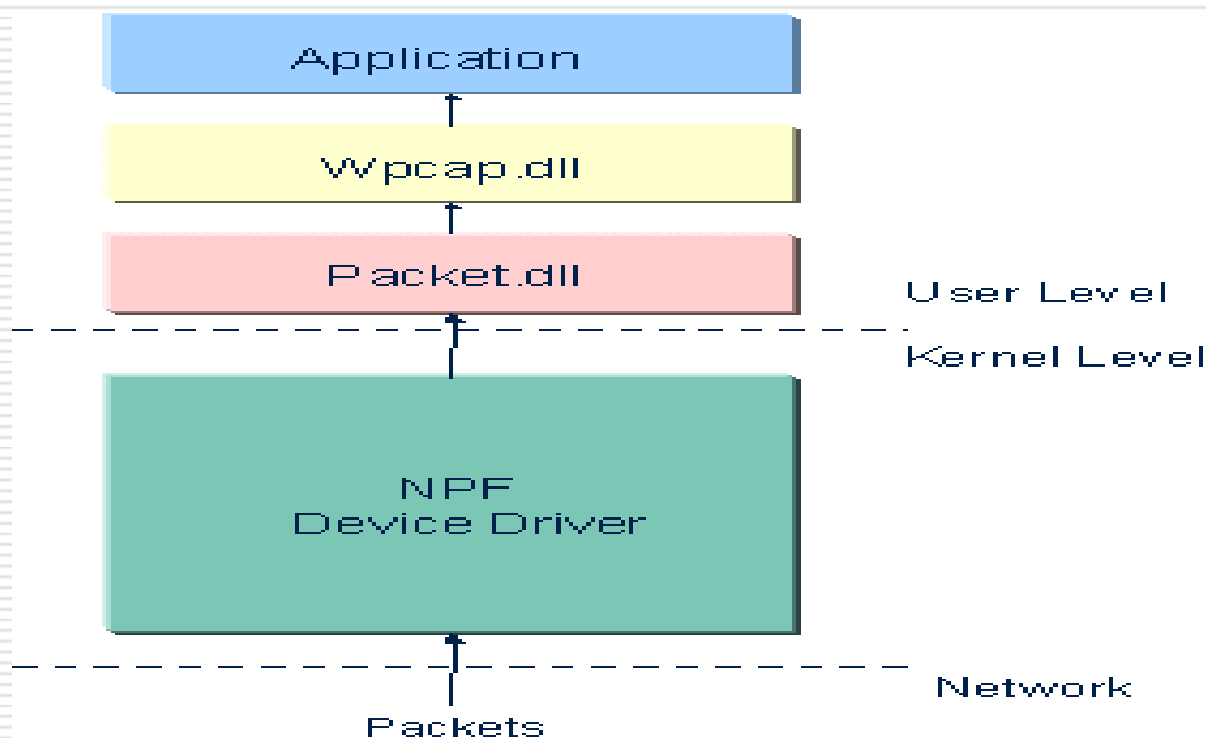 Application
Wpcap.dll
Packet.dll
User Level
Kernel Level
NPF
Device Driver
Network
Packets